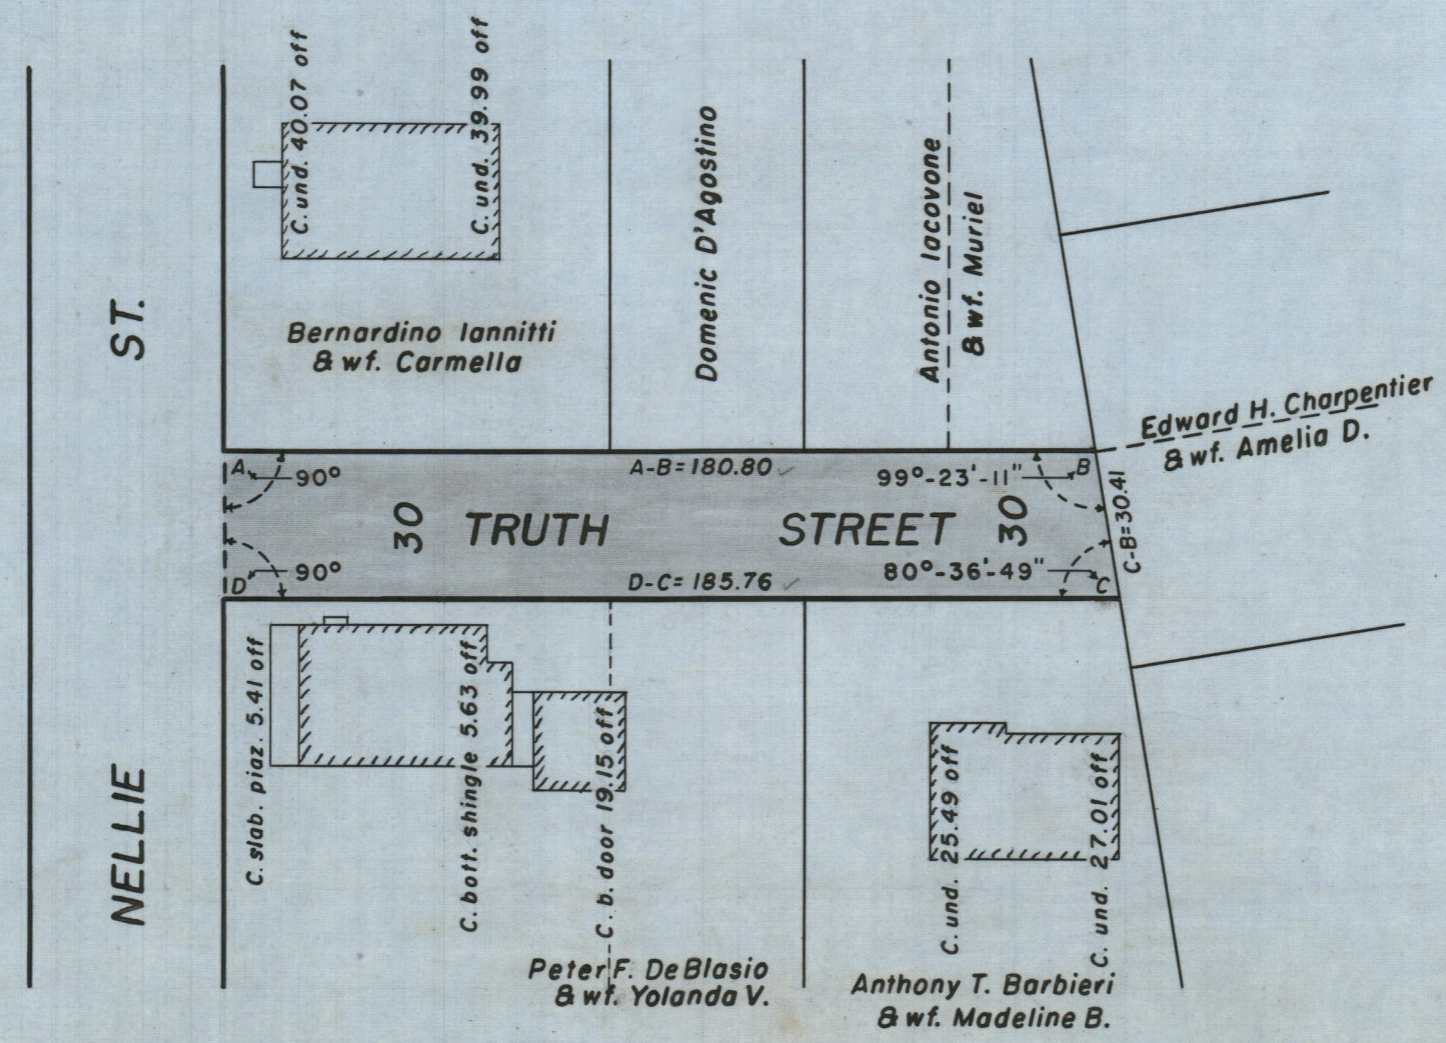 C. und. 40.07 off
C. und. 39.99 off
Bernardino Iannitti
& wf. Carmella
Domenic D'Agostino
Antonio Iacovone
& wf. Muriel
Edward H. Charpentier
& wf. Amelia D.
NELLIE ST.
A
90°
A-B=180.80
99°-23'-11"
B
30 TRUTH STREET 30
C-B=30.41
D
90°
D-C=185.76
80°-36'-49"
C
C. slab. piaz. 5.41 off
C. bott. shingle 5.63 off
C. b. door 19.15 off
C. und. 25.49 off
C. und. 27.01 off
Peter F. DeBlasio
& wf. Yolanda V.
Anthony T. Barbieri
& wf. Madeline B.